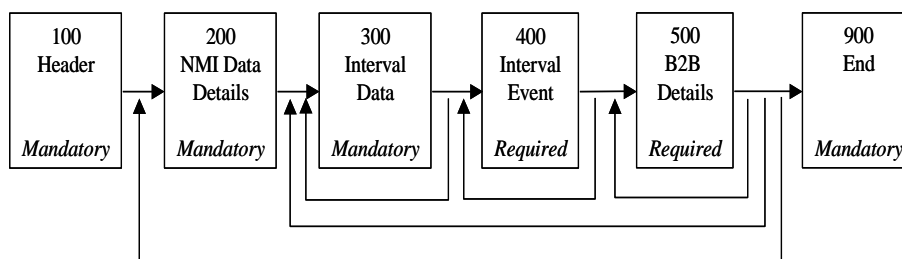 100
Header
Mandatory
200
NMI Data
Details
Mandatory
300
Interval
Data
Mandatory
400
Interval
Event
Required
500
B2B
Details
Required
900
End
Mandatory